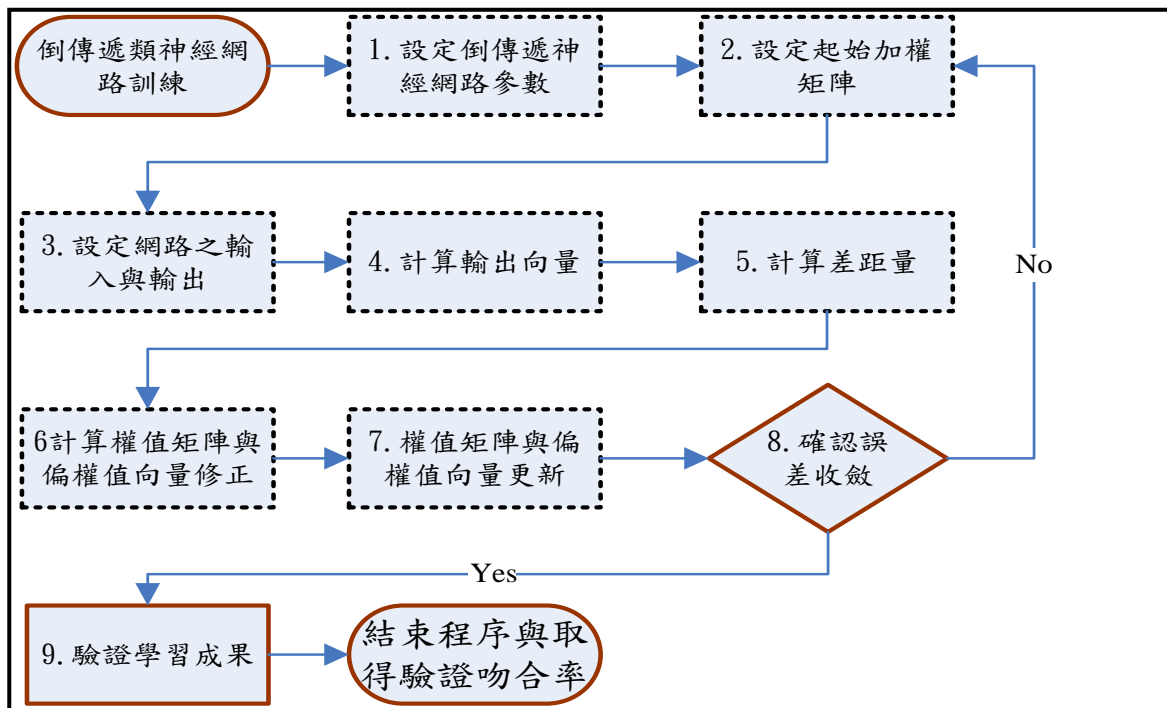 倒傳遞類神經網
路訓練
1.設定倒傳遞神
經網路參數
2.設定起始加權
矩陣
3.設定網路之輸
入與輸出
4.計算輸出向量
5.計算差距量
No
6計算權值矩陣與
偏權值向量修正
7.權值矩陣與偏
權值向量更新
8.確認誤
差收斂
Yes
9.驗證學習成果
結束程序與取
得驗證吻合率